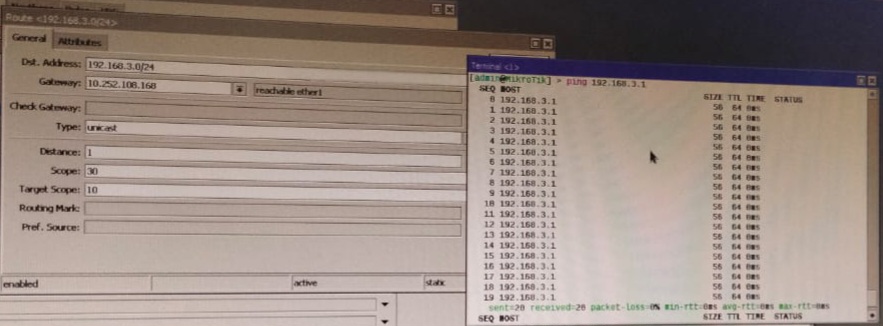 Route <192.168.3.0/24>
General Attributes
Dst. Address: 192.168.3.0/24
Gateway: 10.252.108.168 reachable ether1
Check Gateway:
Type: unicast
Distance: 1
Scope: 30
Target Scope: 10
Routing Mark:
Pref. Source:
enabled active static
Terminal <1>
[admin@MikroTik] > ping 192.168.3.1
SEQ HOST SIZE TTL TIME STATUS
0 192.168.3.1 56 64 0ms
1 192.168.3.1 56 64 0ms
2 192.168.3.1 56 64 0ms
3 192.168.3.1 56 64 0ms
4 192.168.3.1 56 64 0ms
5 192.168.3.1 56 64 0ms
6 192.168.3.1 56 64 0ms
7 192.168.3.1 56 64 0ms
8 192.168.3.1 56 64 0ms
9 192.168.3.1 56 64 0ms
10 192.168.3.1 56 64 0ms
11 192.168.3.1 56 64 0ms
12 192.168.3.1 56 64 0ms
13 192.168.3.1 56 64 0ms
14 192.168.3.1 56 64 0ms
15 192.168.3.1 56 64 0ms
16 192.168.3.1 56 64 0ms
17 192.168.3.1 56 64 0ms
18 192.168.3.1 56 64 0ms
19 192.168.3.1 56 64 0ms
sent=20 received=20 packet-loss=0% min-rtt=0ms avg-rtt=0ms max-rtt=0ms
SEQ HOST SIZE TTL TIME STATUS